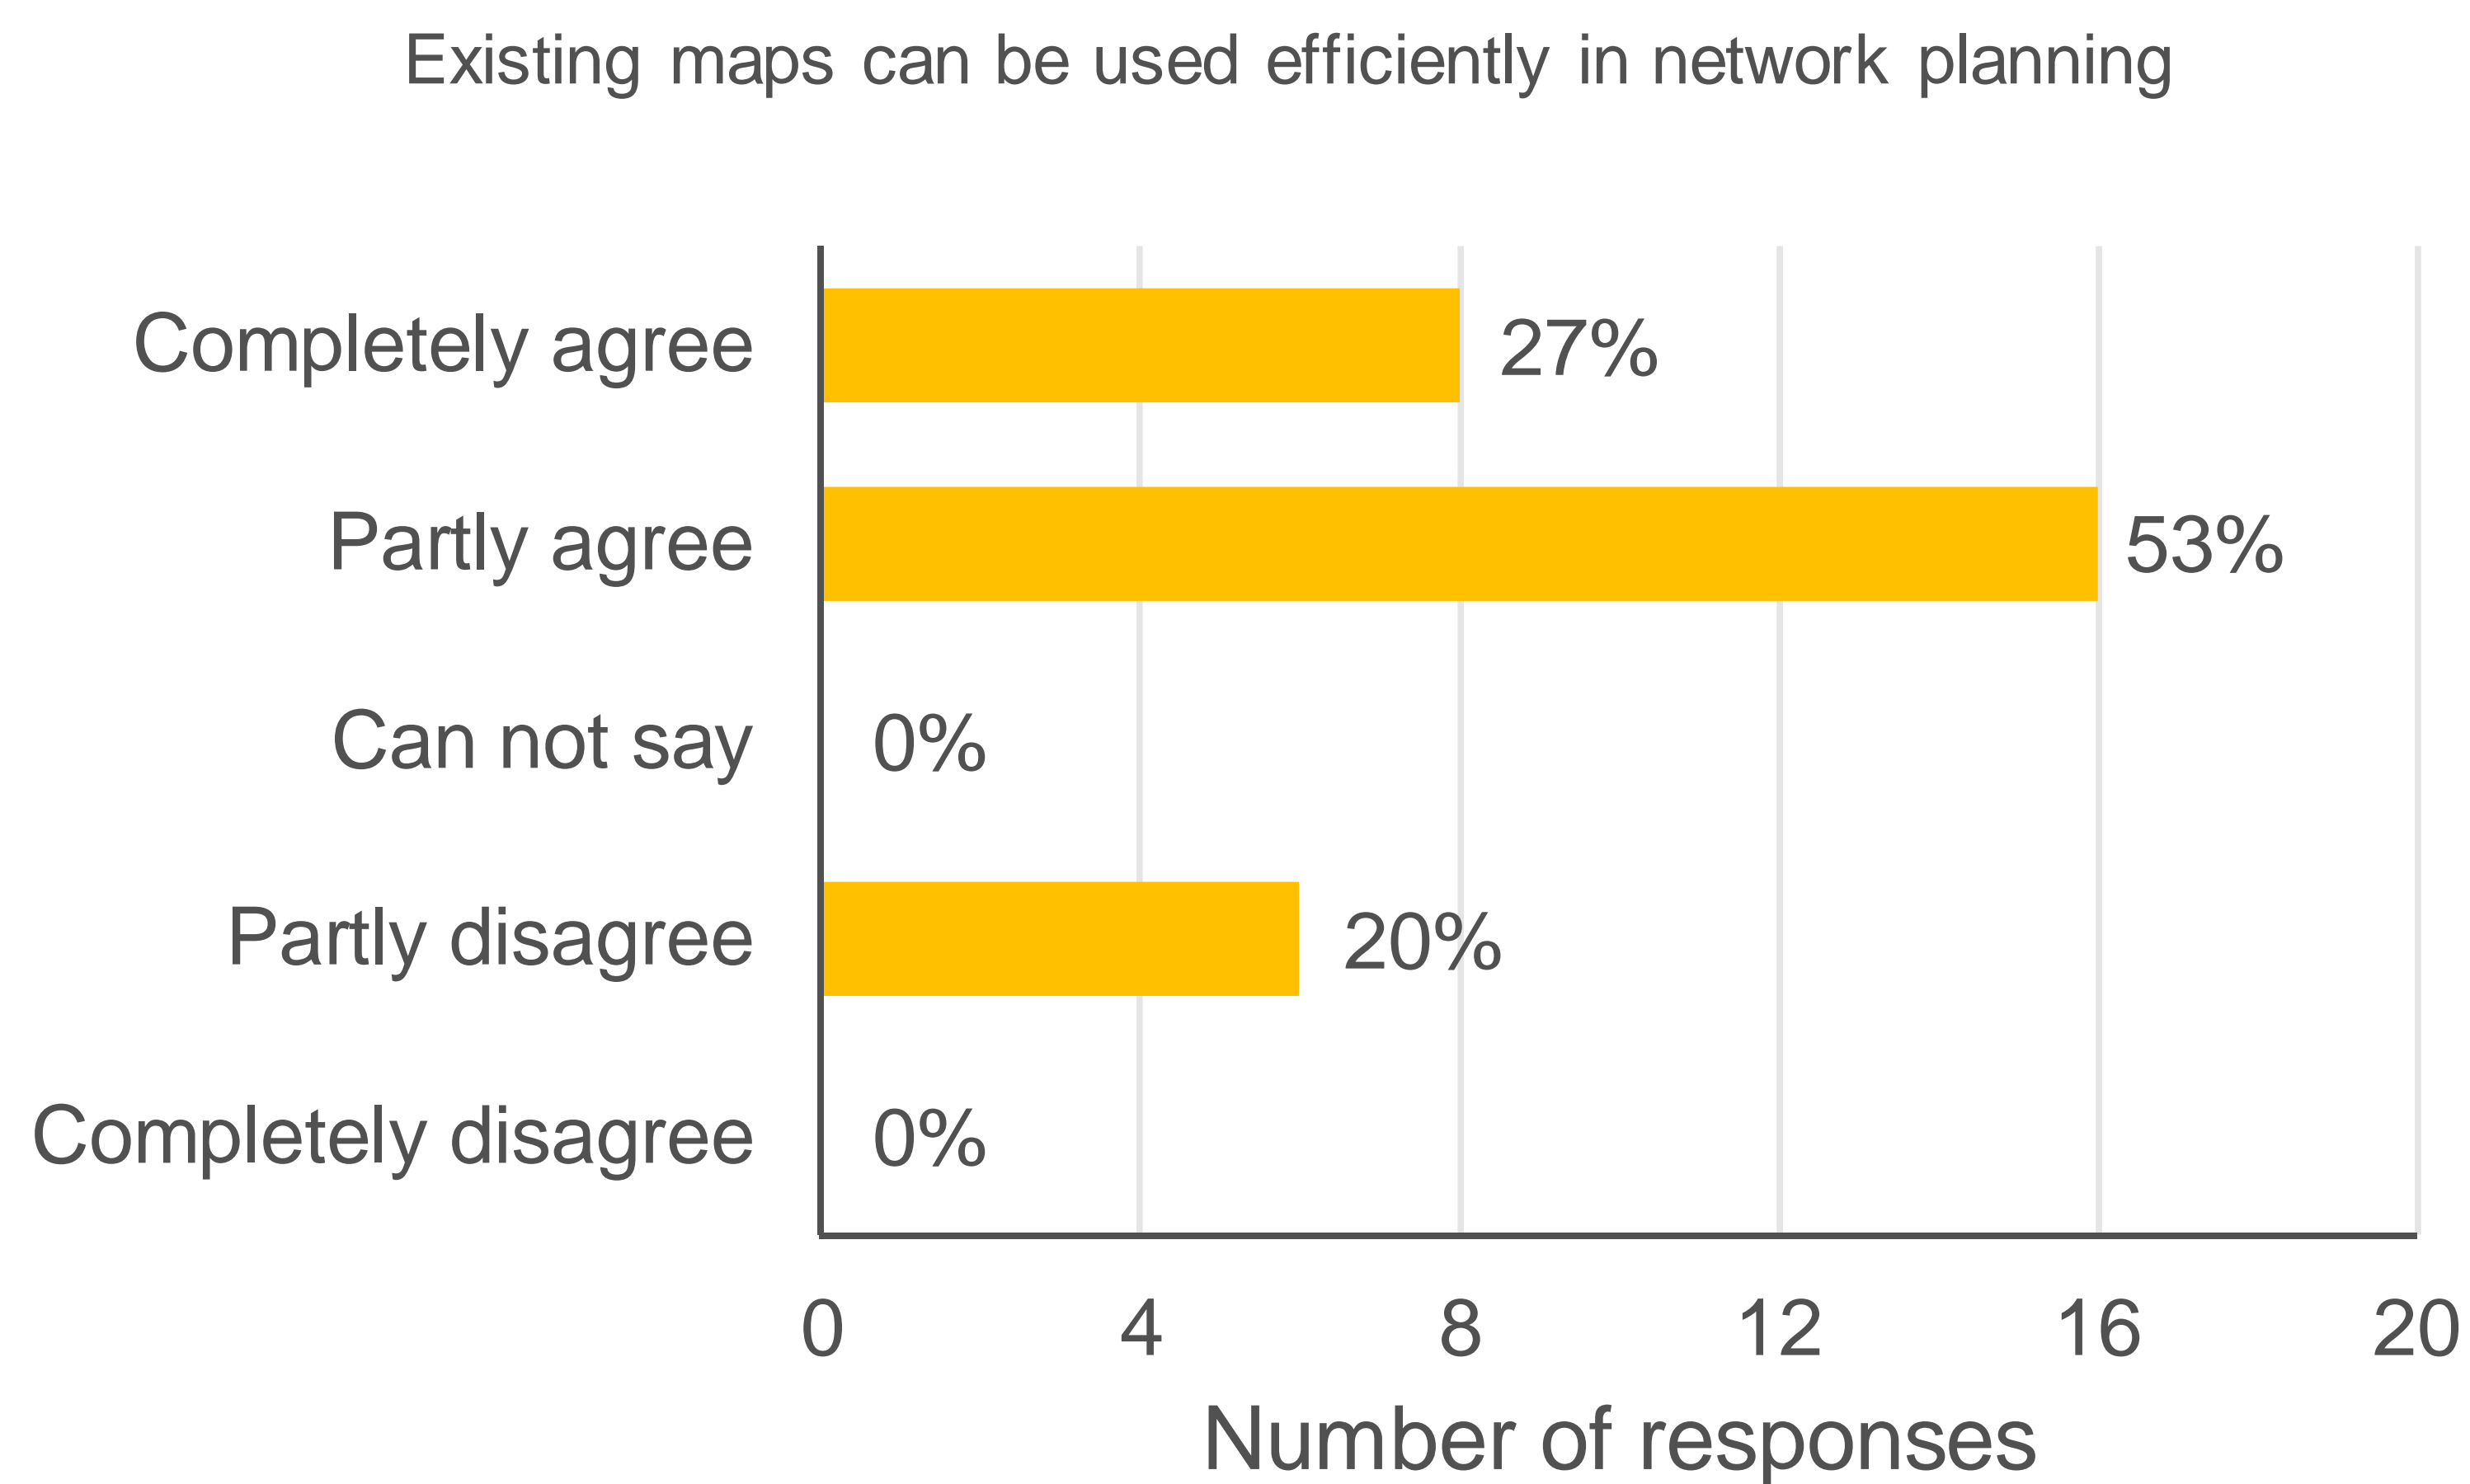 Existing maps can be used efficiently in network planning
Completely agree 27%
Partly agree 53%
Can not say 0%
Partly disagree 20%
Completely disagree 0%
0 4 8 12 16 20
Number of responses